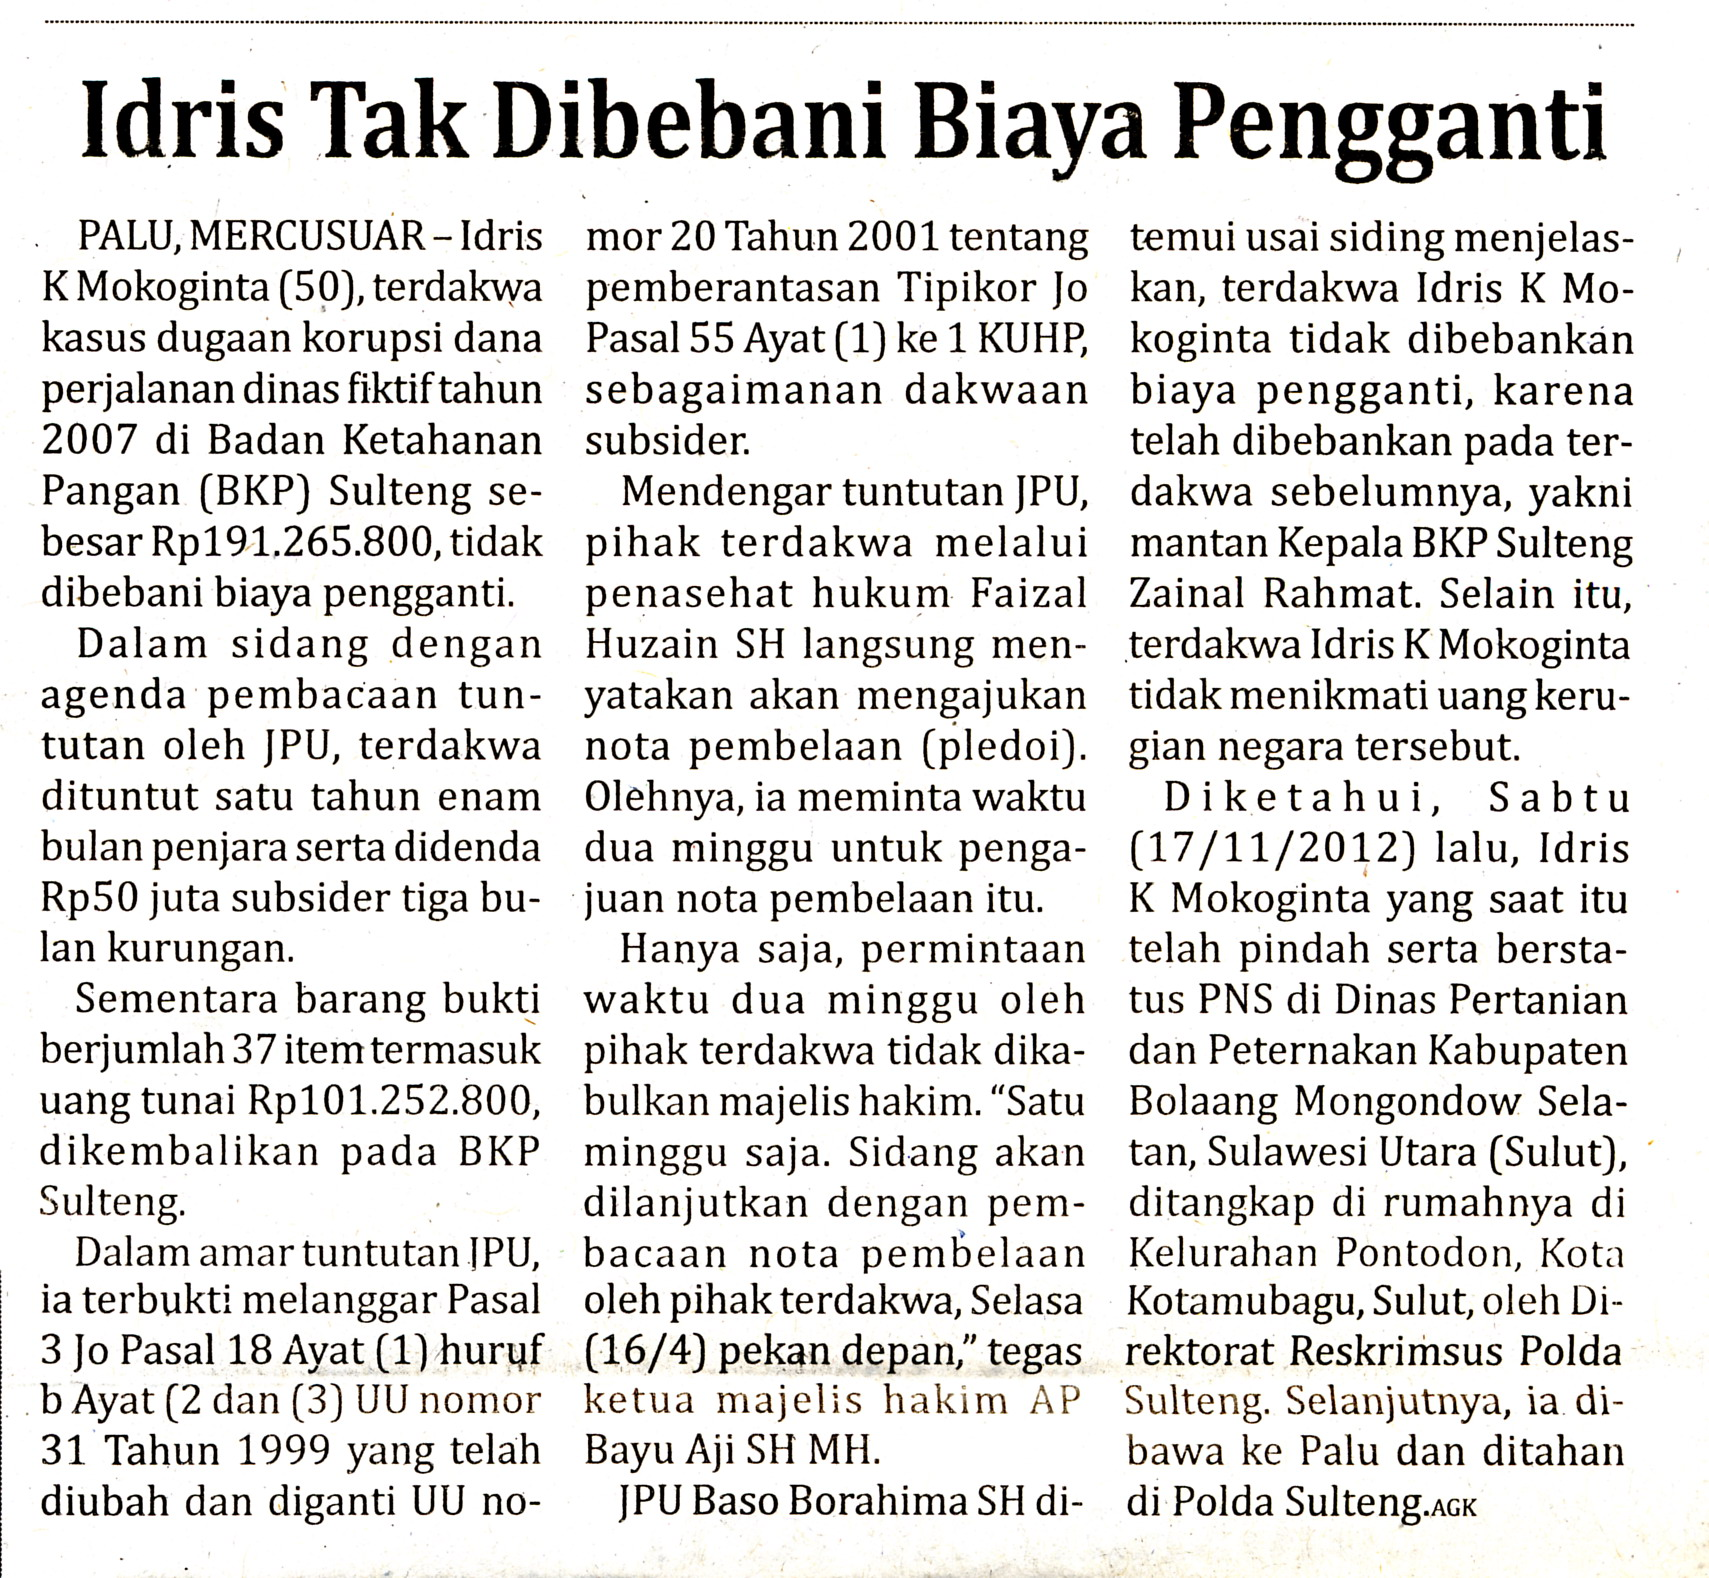 Idris Tak Dibebani Biaya Pengganti
PALU, MERCUSUAR – Idris
K Mokoginta (50), terdakwa
kasus dugaan korupsi dana
perjalanan dinas fiktif tahun
2007 di Badan Ketahanan
Pangan (BKP) Sulteng se-
besar Rp191.265.800, tidak
dibebani biaya pengganti.
Dalam sidang dengan
agenda pembacaan tun-
tutan oleh JPU, terdakwa
dituntut satu tahun enam
bulan penjara serta didenda
Rp50 juta subsider tiga bu-
lan kurungan.
Sementara barang bukti
berjumlah 37 item termasuk
uang tunai Rp101.252.800,
dikembalikan pada BKP
Sulteng.
Dalam amar tuntutan JPU,
ia terbukti melanggar Pasal
3 Jo Pasal 18 Ayat (1) huruf
b Ayat (2 dan (3) UU nomor
31 Tahun 1999 yang telah
diubah dan diganti UU no-
mor 20 Tahun 2001 tentang
pemberantasan Tipikor Jo
Pasal 55 Ayat (1) ke 1 KUHP,
sebagaimanan dakwaan
subsider.
Mendengar tuntutan JPU,
pihak terdakwa melalui
penasehat hukum Faizal
Huzain SH langsung men-
yatakan akan mengajukan
nota pembelaan (pledoi).
Olehnya, ia meminta waktu
dua minggu untuk penga-
juan nota pembelaan itu.
Hanya saja, permintaan
waktu dua minggu oleh
pihak terdakwa tidak dika-
bulkan majelis hakim. “Satu
minggu saja. Sidang akan
dilanjutkan dengan pem-
bacaan nota pembelaan
oleh pihak terdakwa, Selasa
(16/4) pekan depan,” tegas
ketua majelis hakim AP
Bayu Aji SH MH.
JPU Baso Borahima SH di-
temui usai siding menjelas-
kan, terdakwa Idris K Mo-
koginta tidak dibebankan
biaya pengganti, karena
telah dibebankan pada ter-
dakwa sebelumnya, yakni
mantan Kepala BKP Sulteng
Zainal Rahmat. Selain itu,
terdakwa Idris K Mokoginta
tidak menikmati uang keru-
gian negara tersebut.
Diketahui, Sabtu
(17/11/2012) lalu, Idris
K Mokoginta yang saat itu
telah pindah serta bersta-
tus PNS di Dinas Pertanian
dan Peternakan Kabupaten
Bolaang Mongondow Sela-
tan, Sulawesi Utara (Sulut),
ditangkap di rumahnya di
Kelurahan Pontodon, Kota
Kotamubagu, Sulut, oleh Di-
rektorat Reskrimsus Polda
Sulteng. Selanjutnya, ia di-
bawa ke Palu dan ditahan
di Polda Sulteng.AGK